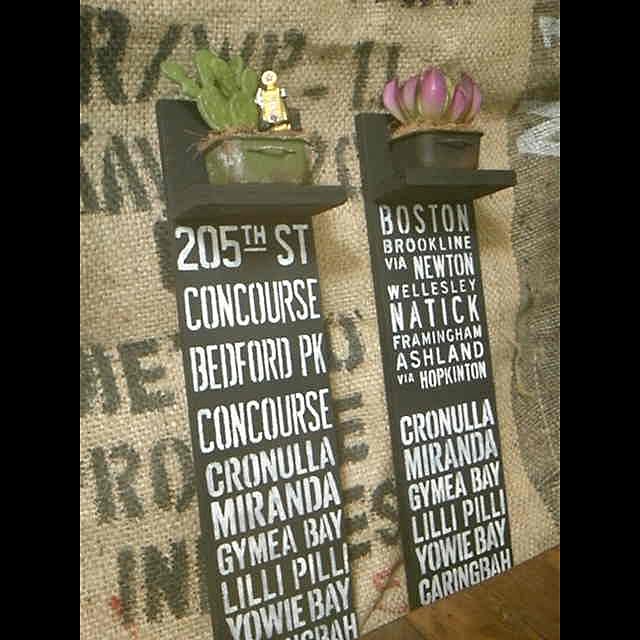 205TH ST
CONCOURSE
BEDFORD PK
CONCOURSE
CRONULLA
MIRANDA
GYMEA BAY
LILLI PILLI
YOWIE BAY
BOSTON
BROOKLINE
VIA NEWTON
WELLESLEY
NATICK
FRAMINGHAM
ASHLAND
VIA HOPKINTON
CRONULLA
MIRANDA
GYMEA BAY
LILLI PILLI
YOWIE BAY
CARINGBAH